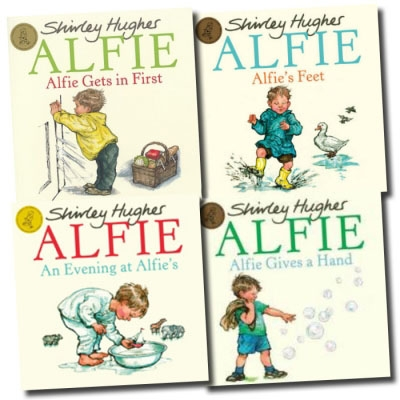 Shirley Hughes
ALFIE
Alfie Gets in First
Shirley Hughes
ALFIE
Alfie's Feet
Shirley Hughes
ALFIE
An Evening at Alfie's
Shirley Hughes
ALFIE
Alfie Gives a Hand